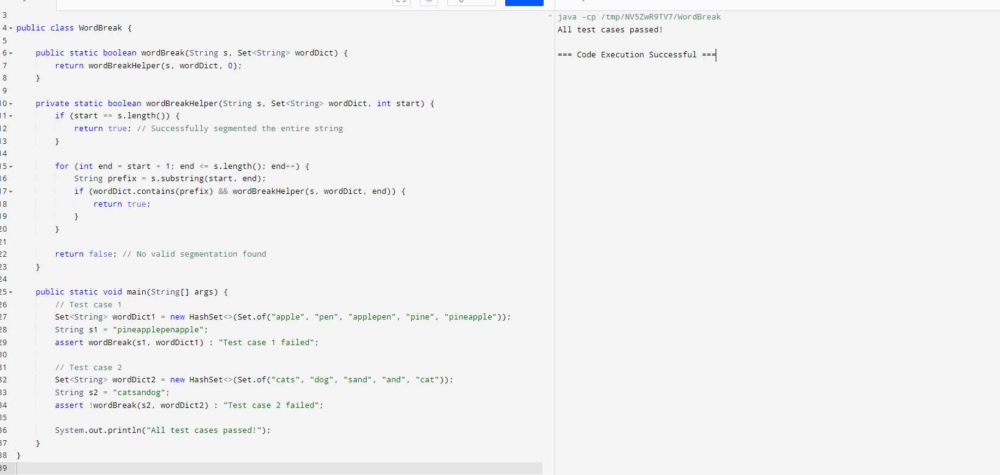 3
4 public class WordBreak {
5
6 public static boolean wordBreak(String s, Set<String> wordDict) {
7 return wordBreakHelper(s, wordDict, 0);
8 }
9
10 private static boolean wordBreakHelper(String s, Set<String> wordDict, int start) {
11 if (start == s.length()) {
12 return true; // Successfully segmented the entire string
13 }
14
15 for (int end = start + 1; end <= s.length(); end++) {
16 String prefix = s.substring(start, end);
17 if (wordDict.contains(prefix) && wordBreakHelper(s, wordDict, end)) {
18 return true;
19 }
20 }
21
22 return false; // No valid segmentation found
23 }
24
25 public static void main(String[] args) {
26 // Test case 1
27 Set<String> wordDict1 = new HashSet<>(Set.of("apple", "pen", "applepen", "pine", "pineapple"));
28 String s1 = "pineapplepenapple";
29 assert wordBreak(s1, wordDict1) : "Test case 1 failed";
30
31 // Test case 2
32 Set<String> wordDict2 = new HashSet<>(Set.of("cats", "dog", "sand", "and", "cat"));
33 String s2 = "catsandog";
34 assert !wordBreak(s2, wordDict2) : "Test case 2 failed";
35
36 System.out.println("All test cases passed!");
37 }
38 }
39
java -cp /tmp/NV5ZwR9TV7/WordBreak
All test cases passed!
=== Code Execution Successful ===